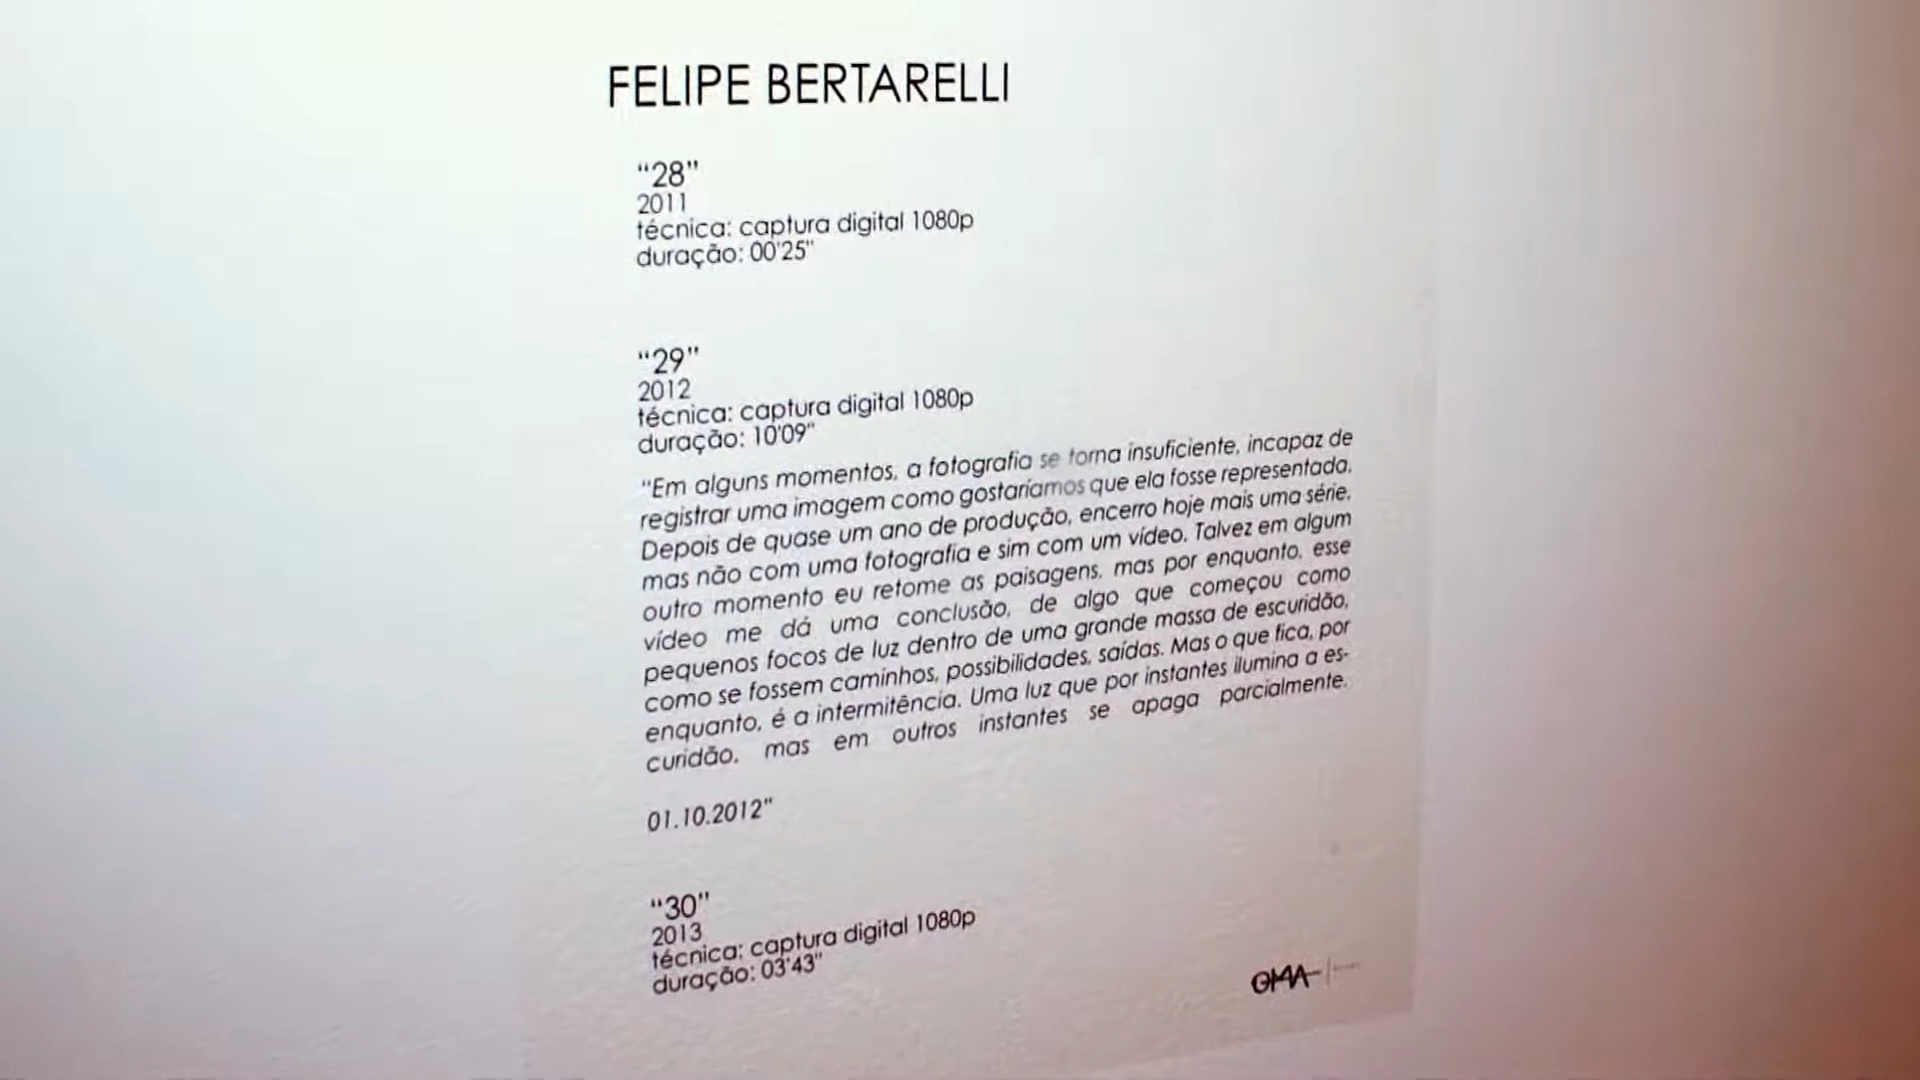 FELIPE BERTARELLI
“28”
2011
técnica: captura digital 1080p
duração: 00'25"
“29”
2012
técnica: captura digital 1080p
duração: 10'09"
“Em alguns momentos, a fotografia se torna insuficiente, incapaz de
registrar uma imagem como gostaríamos que ela fosse representada.
Depois de quase um ano de produção, encerro hoje mais uma série,
mas não com uma fotografia e sim com um vídeo. Talvez em algum
outro momento eu retome as paisagens, mas por enquanto, esse
vídeo me dá uma conclusão, de algo que começou como
pequenos focos de luz dentro de uma grande massa de escuridão,
como se fossem caminhos, possibilidades, saídas. Mas o que fica, por
enquanto, é a intermitência. Uma luz que por instantes ilumina a es-
curidão, mas em outros instantes se apaga parcialmente.
01.10.2012”
“30”
2013
técnica: captura digital 1080p
duração: 03'43"
OMA